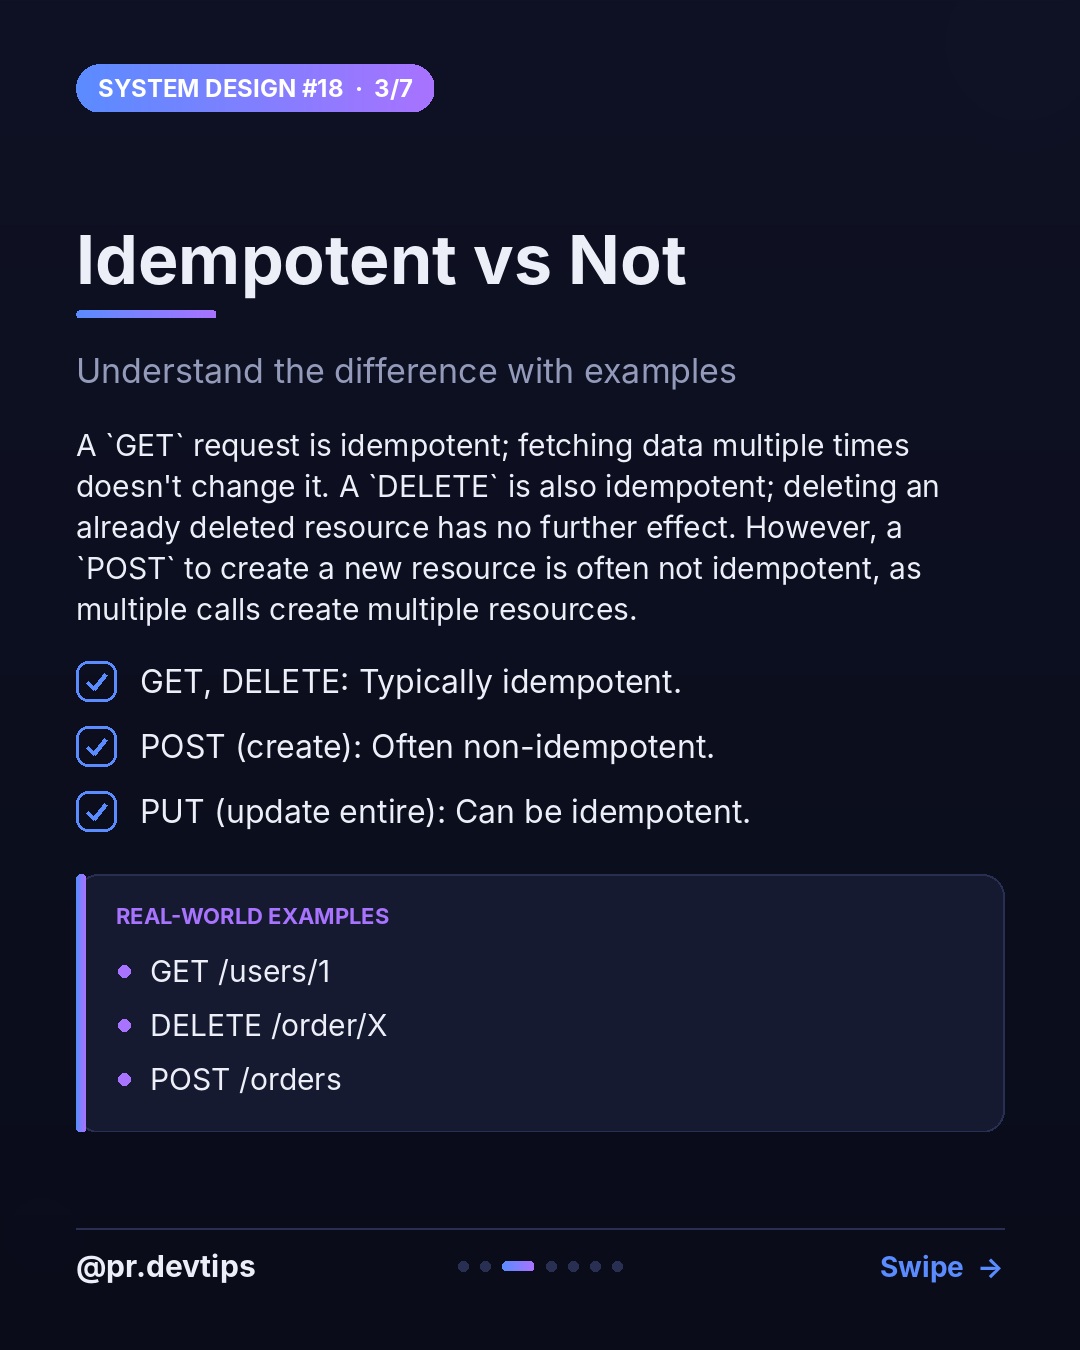 SYSTEM DESIGN #18 · 3/7
Idempotent vs Not
Understand the difference with examples
A `GET` request is idempotent; fetching data multiple times
doesn't change it. A `DELETE` is also idempotent; deleting an
already deleted resource has no further effect. However, a
`POST` to create a new resource is often not idempotent, as
multiple calls create multiple resources.
GET, DELETE: Typically idempotent.
POST (create): Often non-idempotent.
PUT (update entire): Can be idempotent.
REAL-WORLD EXAMPLES
GET /users/1
DELETE /order/X
POST /orders
@pr.devtips
Swipe →